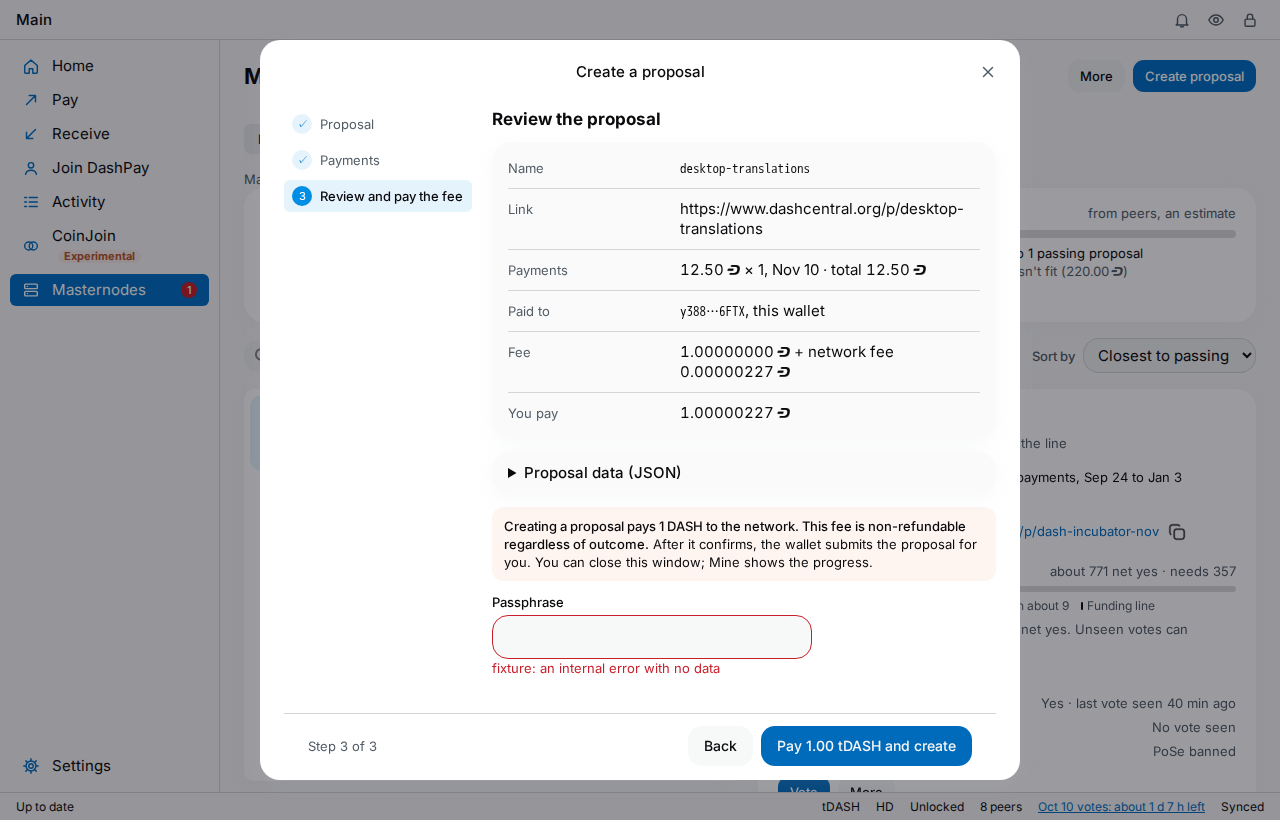 Main
Home
Pay
Receive
Join DashPay
Activity
CoinJoin
Experimental
Masternodes
1
Settings
More
Create proposal
from peers, an estimate
1 passing proposal
(220.00
Sort by
Closest to passing
the line
payments, Sep 24 to Jan 3
/p/dash-incubator-nov
about 771 net yes · needs 357
about 9
Funding line
net yes. Unseen votes can
Yes · last vote seen 40 min ago
No vote seen
PoSe banned
Create a proposal
✓ Proposal
✓ Payments
3 Review and pay the fee
Review the proposal
Name
desktop-translations
Link
https://www.dashcentral.org/p/desktop-
translations
Payments
12.50 × 1, Nov 10 · total 12.50
Paid to
y388···6FTX, this wallet
Fee
1.00000000 + network fee
0.00000227
You pay
1.00000227
Proposal data (JSON)
Creating a proposal pays 1 DASH to the network. This fee is non-refundable
regardless of outcome. After it confirms, the wallet submits the proposal for
you. You can close this window; Mine shows the progress.
Passphrase
fixture: an internal error with no data
Step 3 of 3
Back
Pay 1.00 tDASH and create
Up to date
tDASH
HD
Unlocked
8 peers
Oct 10 votes: about 1 d 7 h left
Synced